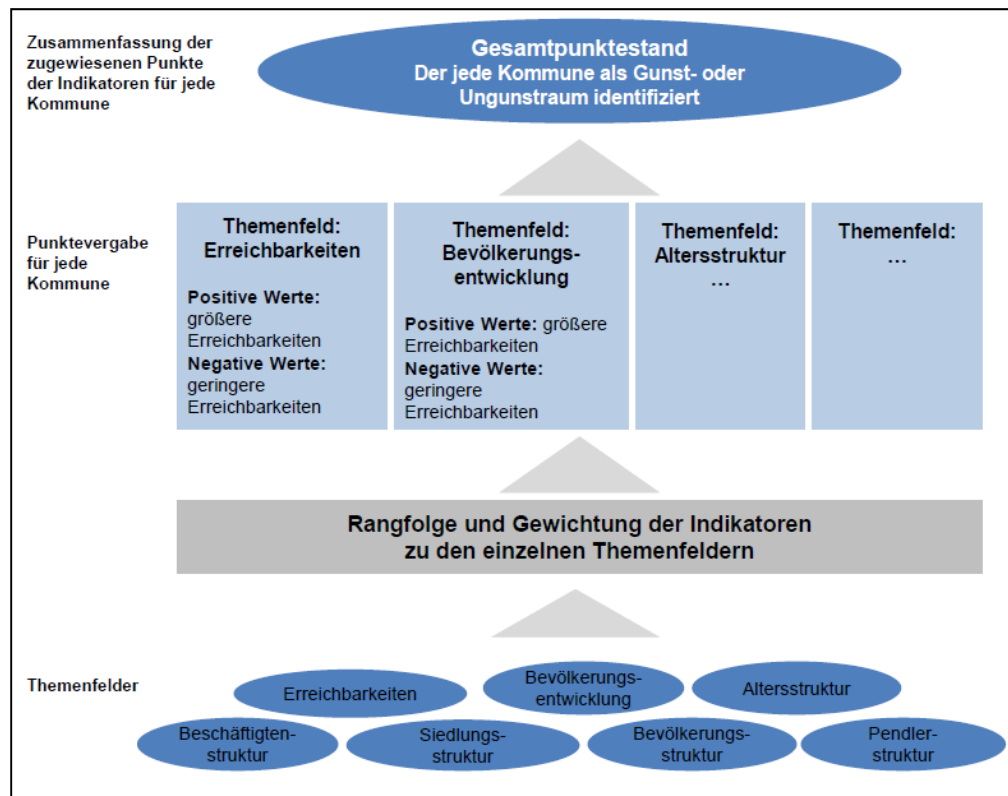 Zusammenfassung der
zugewiesenen Punkte
der Indikatoren für jede
Kommune
Gesamtpunktestand
Der jede Kommune als Gunst- oder
Ungunstraum identifiziert
Punktevergabe
für jede
Kommune
Themenfeld:
Erreichbarkeiten
Positive Werte:
größere
Erreichbarkeiten
Negative Werte:
geringere
Erreichbarkeiten
Themenfeld:
Bevölkerungs-
entwicklung
Positive Werte: größere
Erreichbarkeiten
Negative Werte:
geringere
Erreichbarkeiten
Themenfeld:
Altersstruktur
...
Themenfeld:
...
Rangfolge und Gewichtung der Indikatoren
zu den einzelnen Themenfeldern
Themenfelder
Erreichbarkeiten
Bevölkerungs-
entwicklung
Altersstruktur
Beschäftigten-
struktur
Siedlungs-
struktur
Bevölkerungs-
struktur
Pendler-
struktur